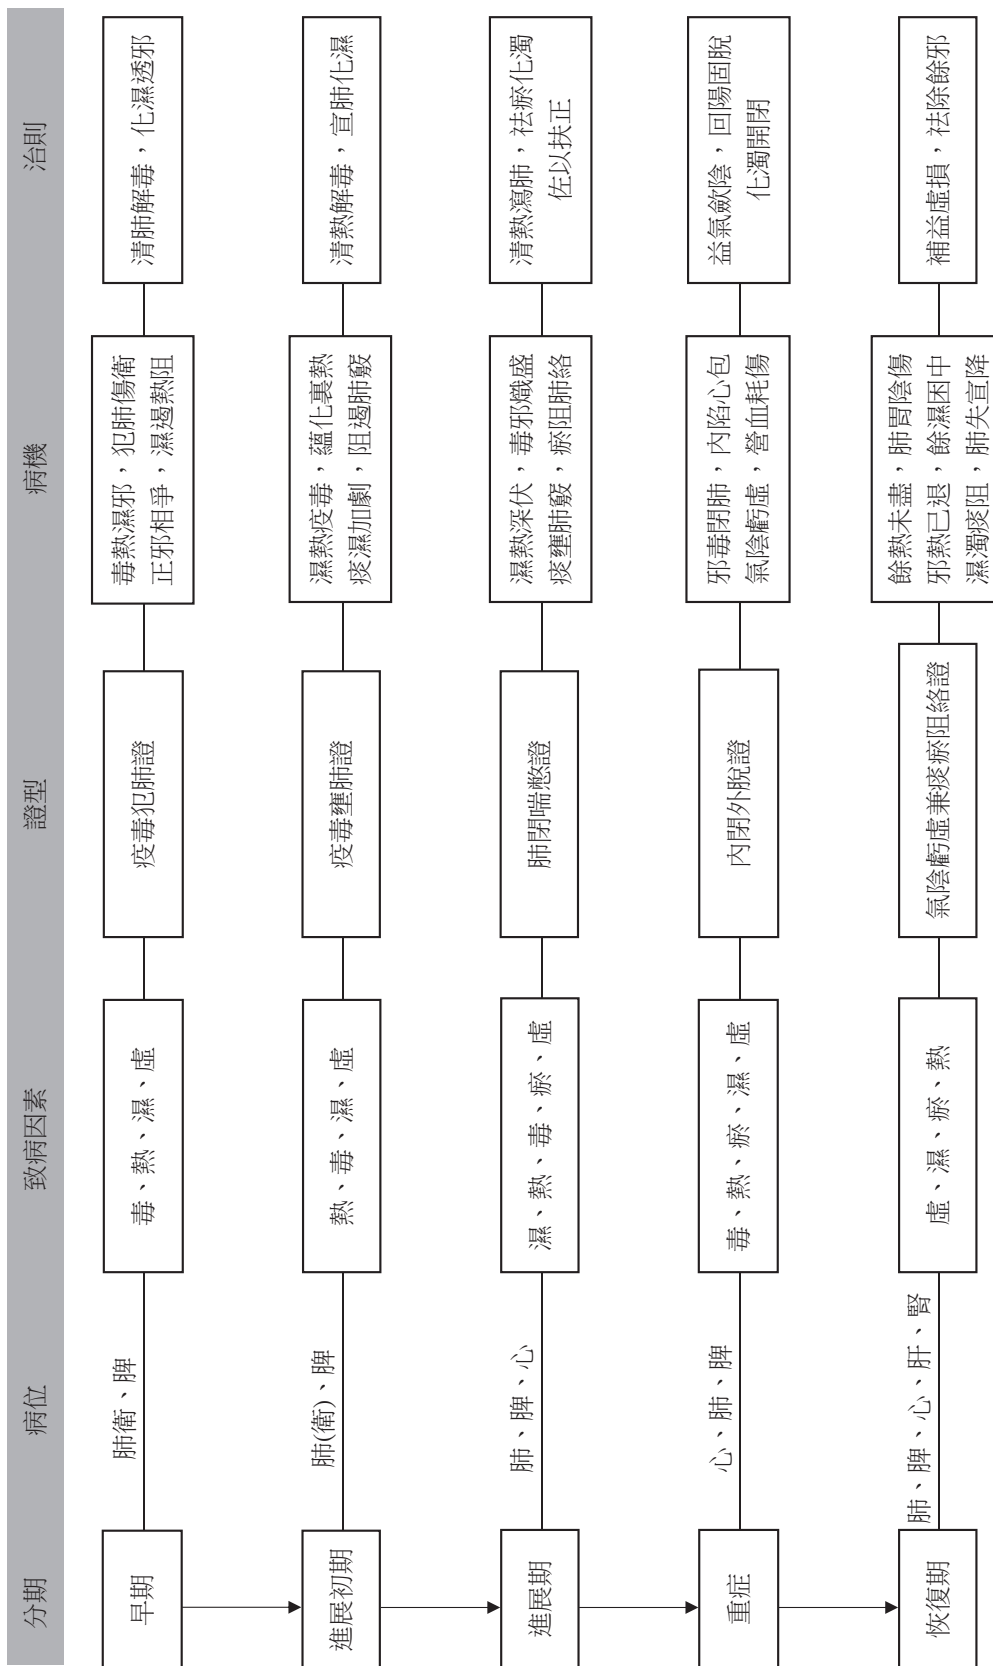 分期
病位
致病因素
證型
病機
治則
早期
肺衛、脾
毒、熱、濕、虛
疫毒犯肺證
毒熱濕邪，犯肺傷衛
正邪相爭，濕遏熱阻
清肺解毒，化濕透邪
進展初期
肺(衛)、脾
熱、毒、濕、虛
疫毒壅肺證
濕熱疫毒，蘊化裏熱
痰濕加劇，阻遏肺竅
清熱解毒，宣肺化濕
進展期
肺、脾、心
濕、熱、毒、瘀、虛
肺閉喘憋證
濕熱深伏，毒邪熾盛
痰壅肺竅，瘀阻肺絡
清熱瀉肺，祛瘀化濁
佐以扶正
重症
心、肺、脾
毒、熱、瘀、濕、虛
內閉外脫證
邪毒閉肺，內陷心包
氣陰虧虛，營血耗傷
益氣斂陰，回陽固脫
化濁開閉
恢復期
肺、脾、心、肝、腎
虛、濕、瘀、熱
氣陰虧虛兼痰瘀阻絡證
餘熱未盡，肺胃陰傷
邪熱已退，餘濕困中
濕濁痰阻，肺失宣降
補益虛損，祛除餘邪